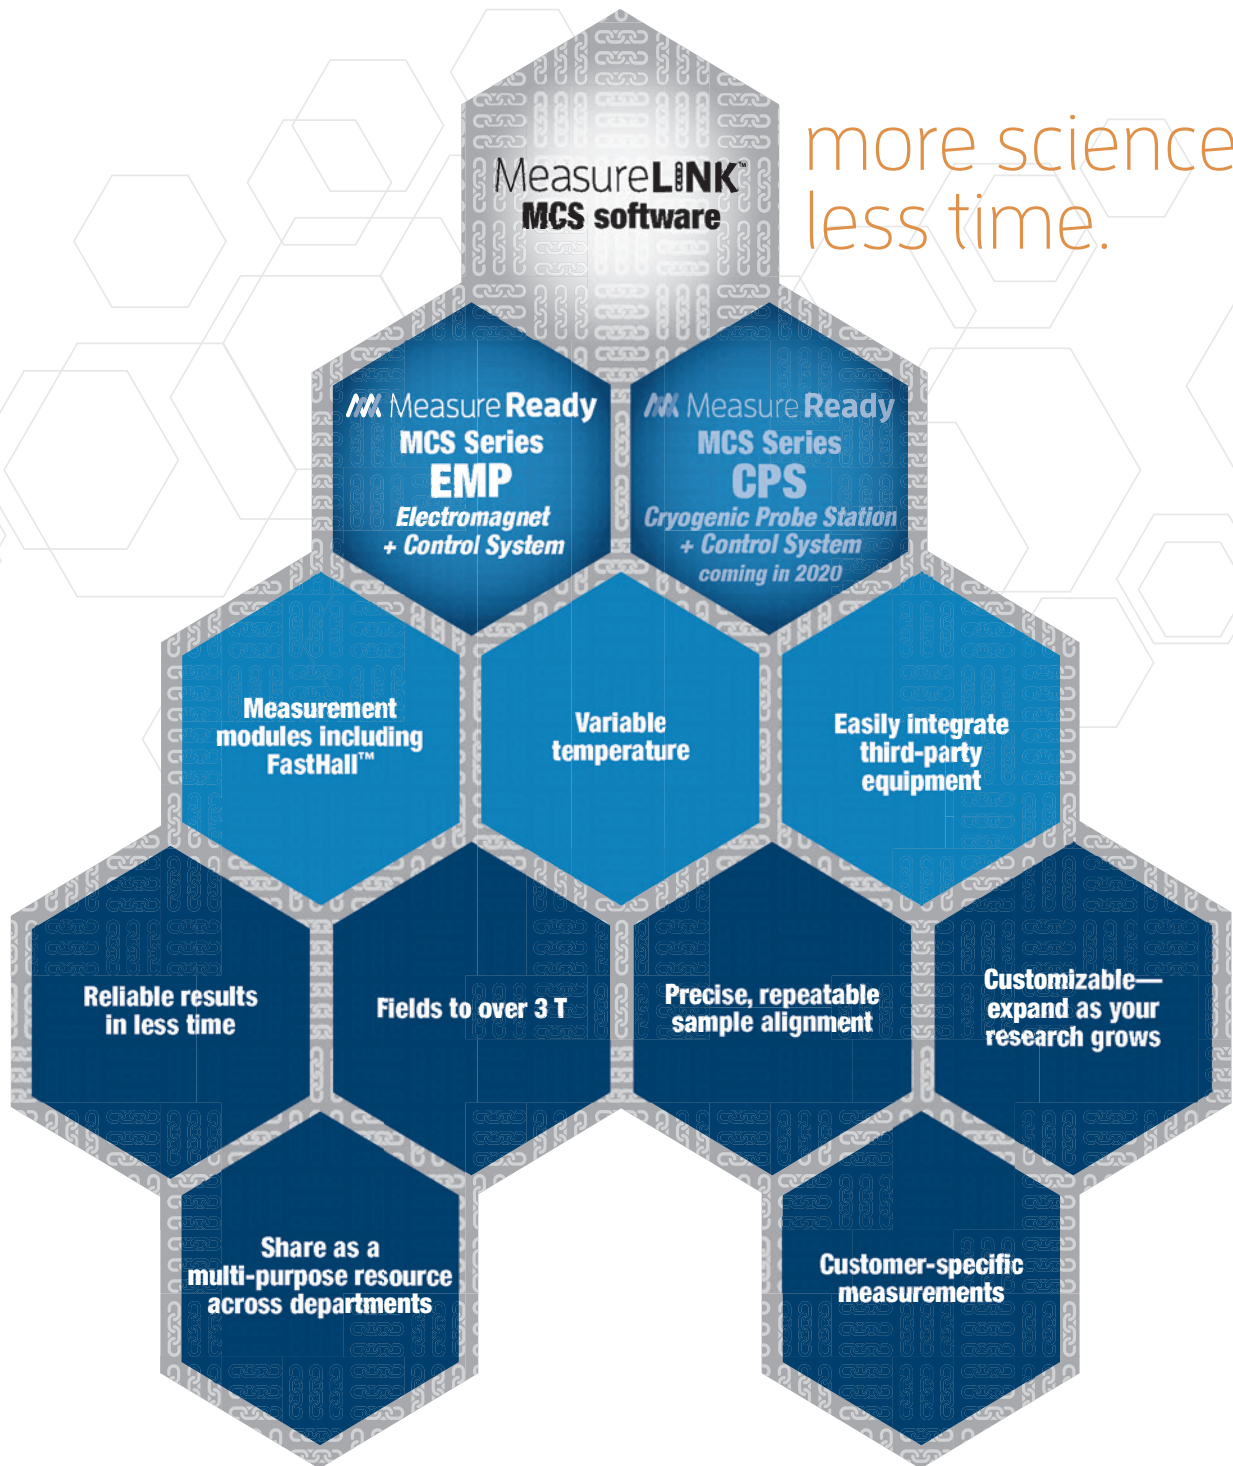 more science
less time.
MeasureLINK™
MCS software
MeasureReady
MCS Series
EMP
Electromagnet
+ Control System
MeasureReady
MCS Series
CPS
Cryogenic Probe Station
+ Control System
coming in 2020
Measurement
modules including
FastHall™
Variable
temperature
Easily integrate
third-party
equipment
Reliable results
in less time
Fields to over 3 T
Precise, repeatable
sample alignment
Customizable—
expand as your
research grows
Share as a
multi-purpose resource
across departments
Customer-specific
measurements